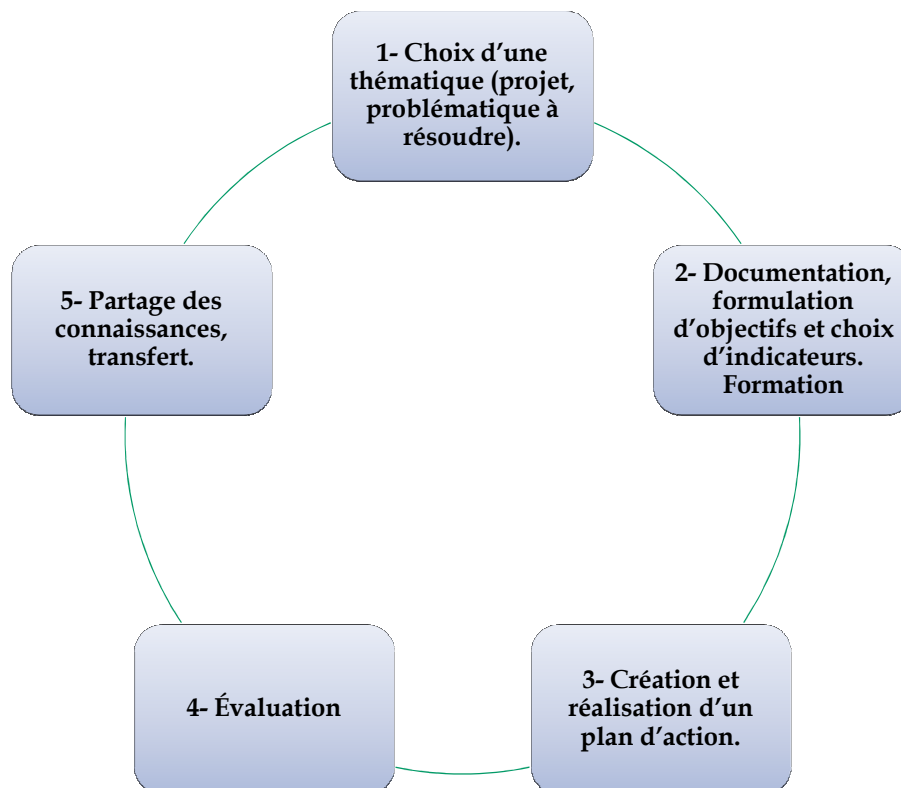 1- Choix d’une
thématique (projet,
problématique à
résoudre).
2- Documentation,
formulation
d’objectifs et choix
d’indicateurs.
Formation
3- Création et
réalisation d’un
plan d’action.
4- Évaluation
5- Partage des
connaissances,
transfert.